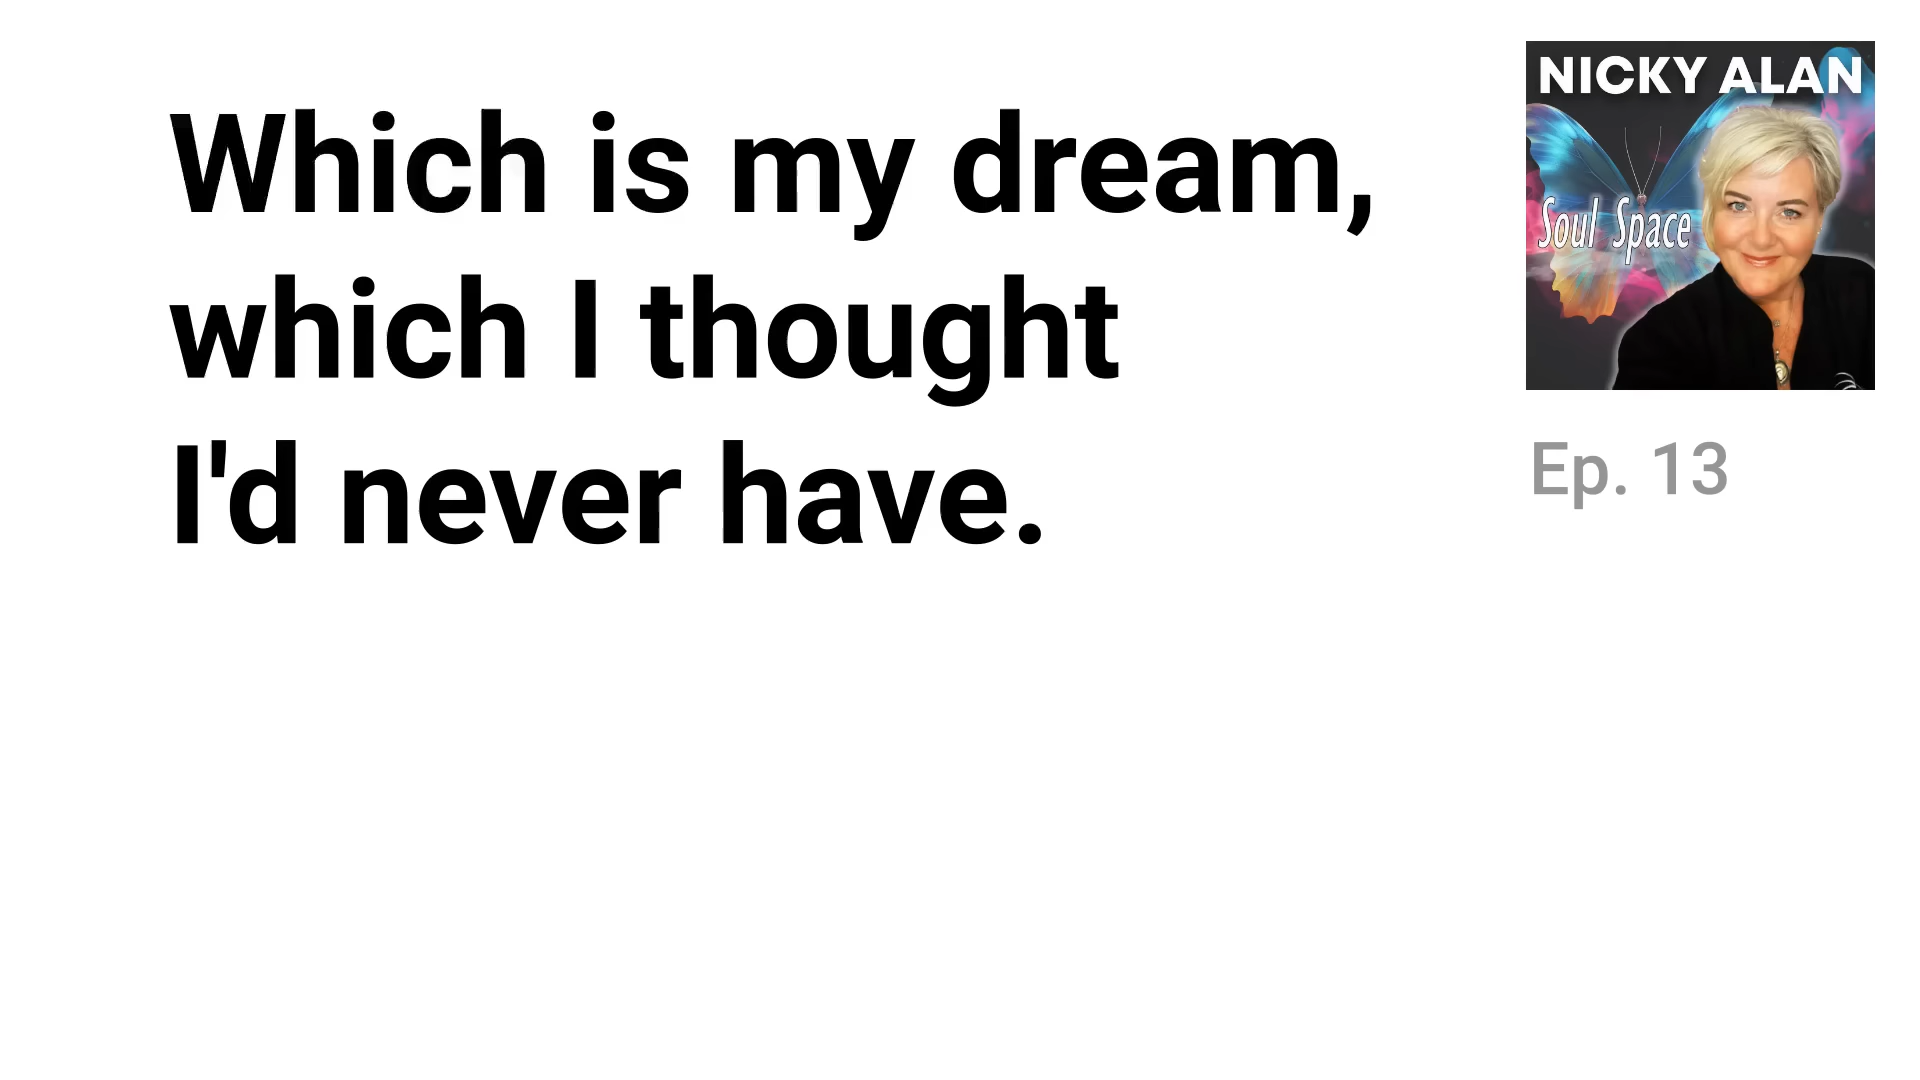 Which is my dream,
which I thought
I'd never have.
NICKY ALAN
Soul Space
Ep. 13